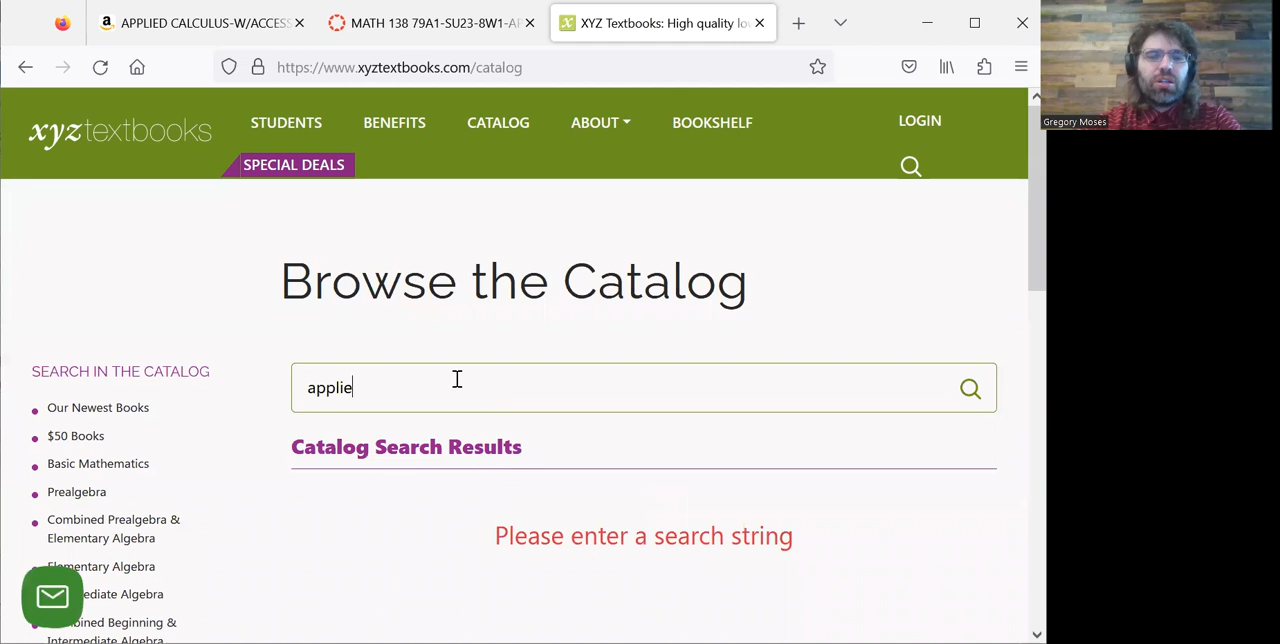 APPLIED CALCULUS-W/ACCESS
MATH 138 79A1-SU23-8W1-AP
XYZ Textbooks: High quality lo
https://www.xyztextbooks.com/catalog
xyztextbooks
STUDENTS
BENEFITS
CATALOG
ABOUT
BOOKSHELF
LOGIN
SPECIAL DEALS
Gregory Moses
Browse the Catalog
SEARCH IN THE CATALOG
Our Newest Books
$50 Books
Basic Mathematics
Prealgebra
Combined Prealgebra &
Elementary Algebra
Elementary Algebra
ediate Algebra
ombined Beginning &
Intermediate Algebra
applie
Catalog Search Results
Please enter a search string